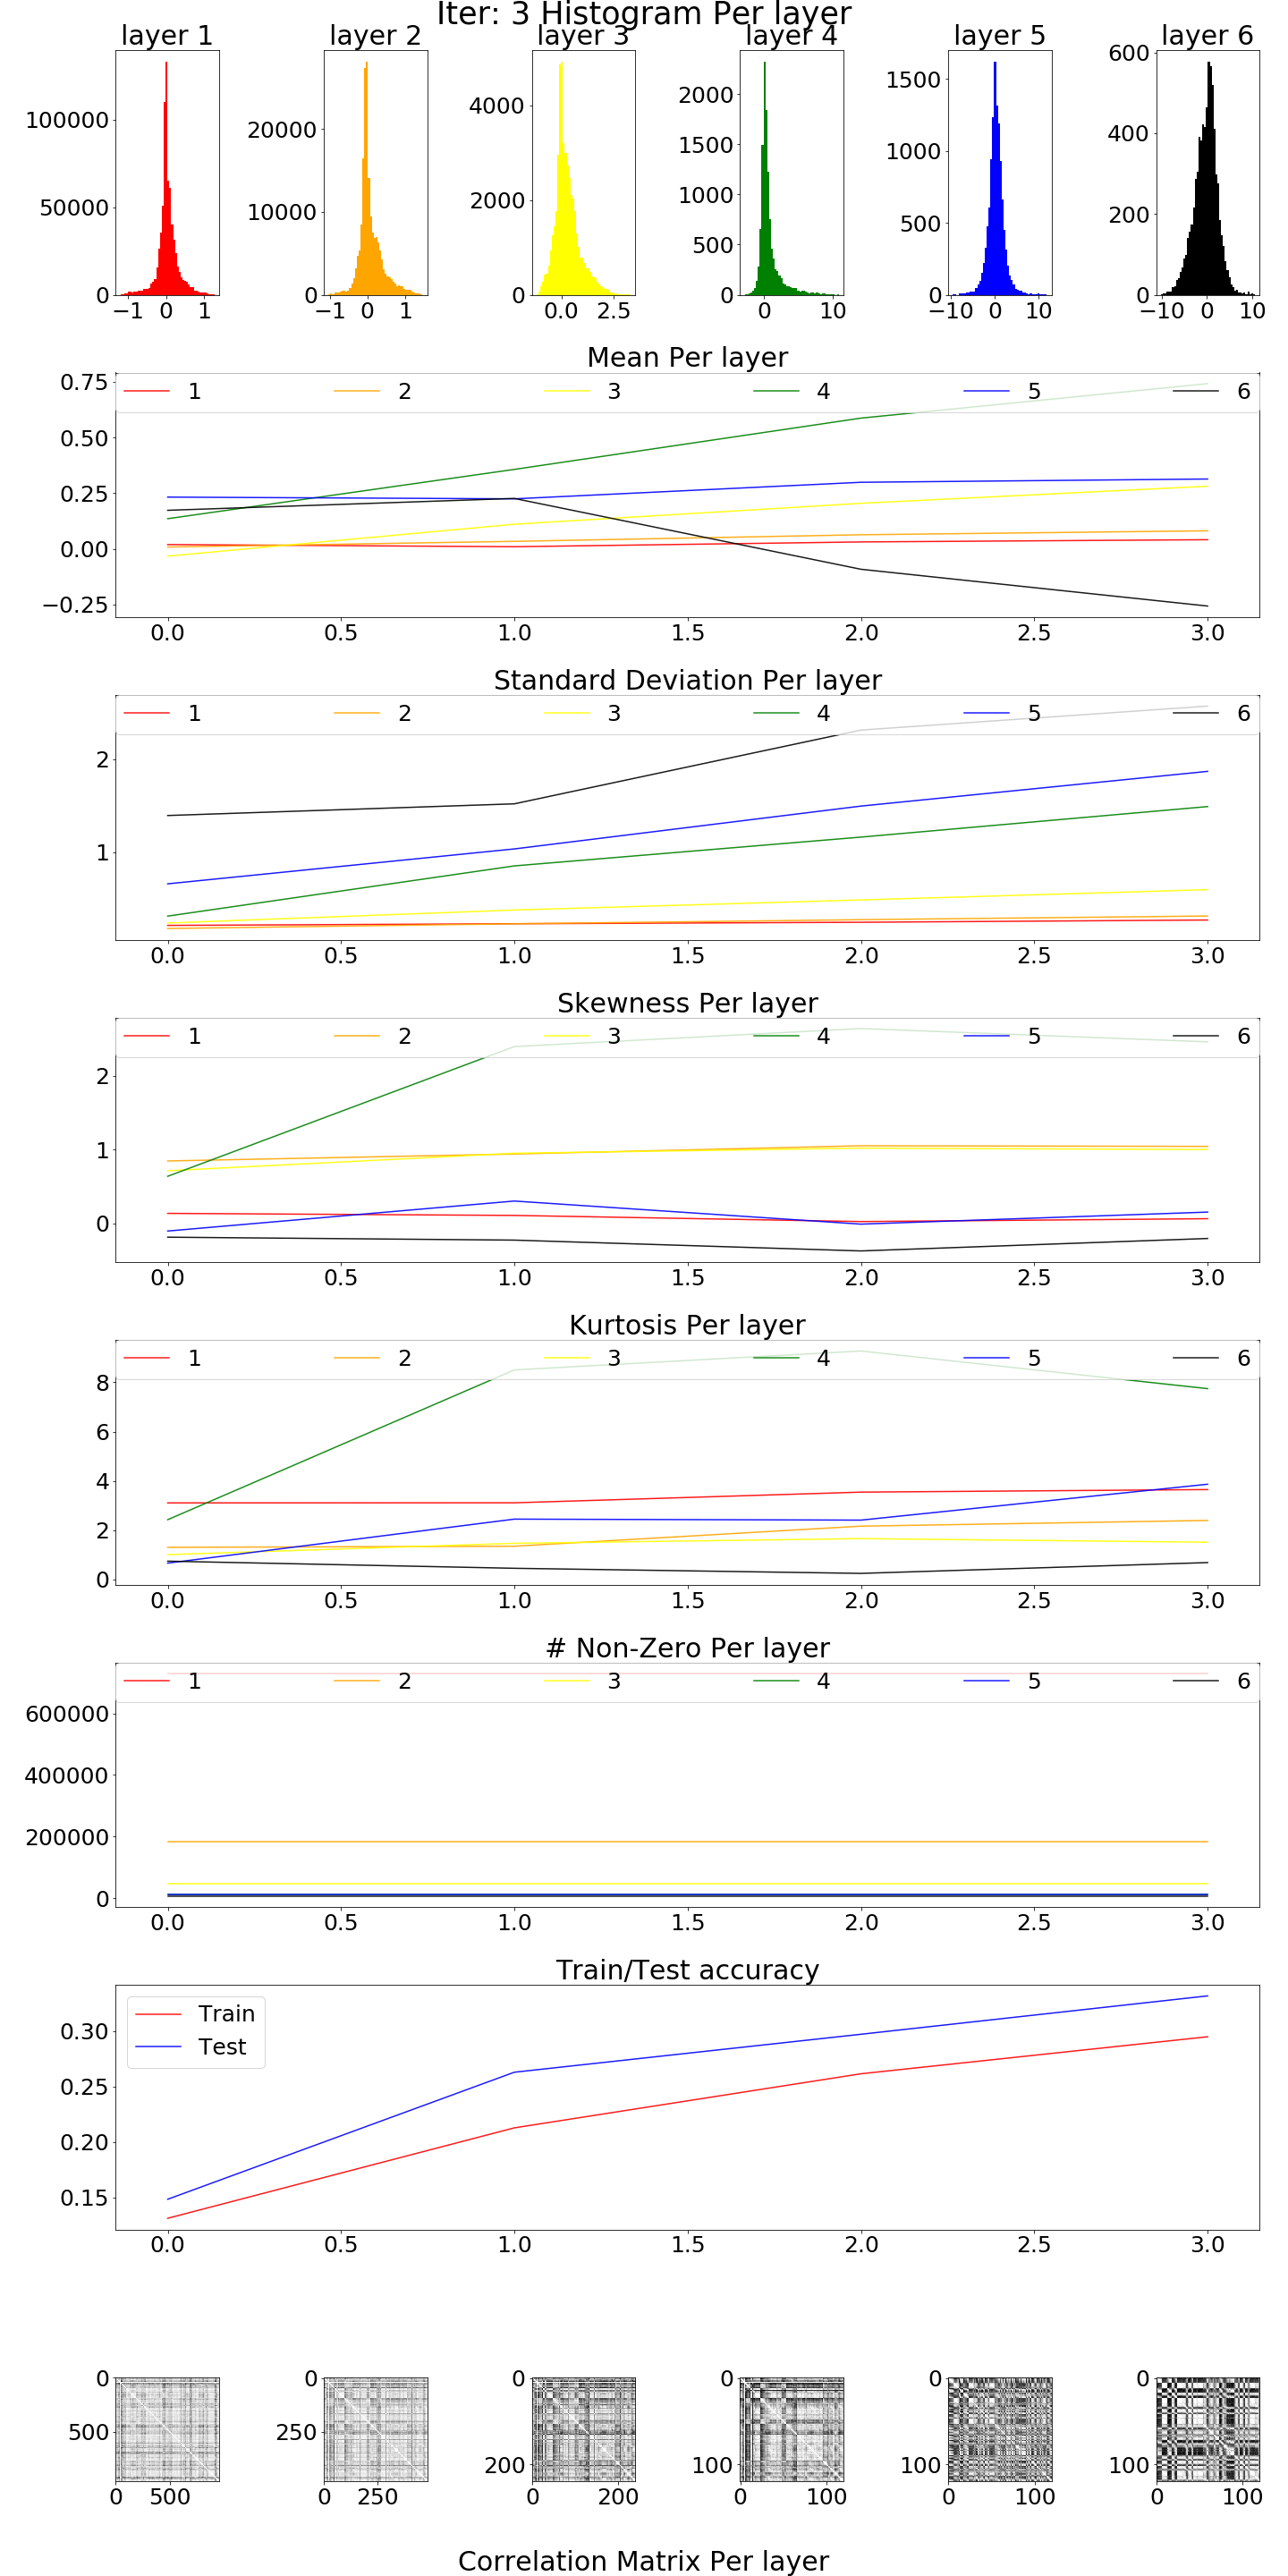 Iter: 3 Histogram Per layer
layer 1 layer 2 layer 3 layer 4 layer 5 layer 6
100000 50000 0
−1 0 1
20000 10000 0
−1 0 1
4000 2000 0
0.0 2.5
2000 1500 1000 500 0
0 10
1500 1000 500 0
−10 0 10
600 400 200 0
−10 0 10
Mean Per layer
1 2 3 4 5 6
0.75
0.50
0.25
0.00
−0.25
0.0 0.5 1.0 1.5 2.0 2.5 3.0
Standard Deviation Per layer
1 2 3 4 5 6
2
1
0.0 0.5 1.0 1.5 2.0 2.5 3.0
Skewness Per layer
1 2 3 4 5 6
2
1
0
0.0 0.5 1.0 1.5 2.0 2.5 3.0
Kurtosis Per layer
1 2 3 4 5 6
8
6
4
2
0
0.0 0.5 1.0 1.5 2.0 2.5 3.0
# Non-Zero Per layer
1 2 3 4 5 6
600000
400000
200000
0
0.0 0.5 1.0 1.5 2.0 2.5 3.0
Train/Test accuracy
Train
Test
0.30
0.25
0.20
0.15
0.0 0.5 1.0 1.5 2.0 2.5 3.0
0 500
0 500
0 250
0 250
0 200
0 200
0 100
0 100
0 100
0 100
0 100
0 100
Correlation Matrix Per layer